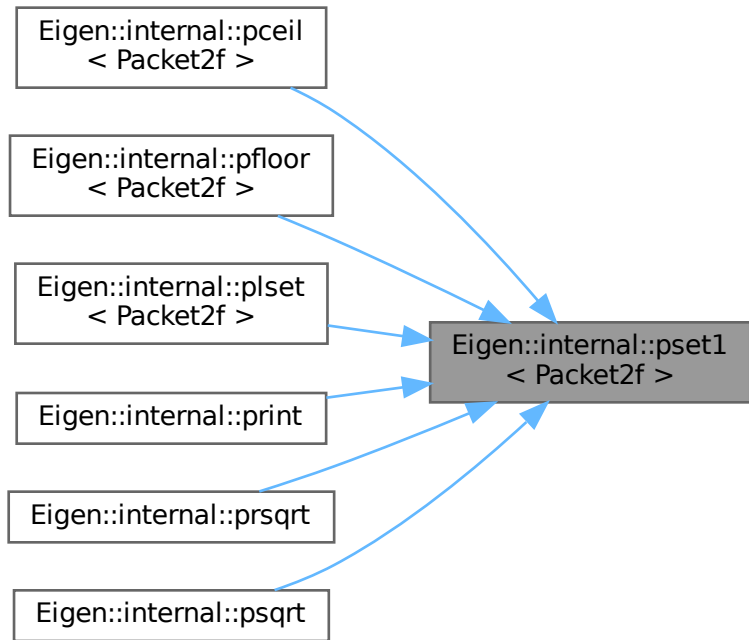 Eigen::internal::pceil
< Packet2f >
Eigen::internal::pfloor
< Packet2f >
Eigen::internal::plset
< Packet2f >
Eigen::internal::pset1
< Packet2f >
Eigen::internal::print
Eigen::internal::prsqrt
Eigen::internal::psqrt